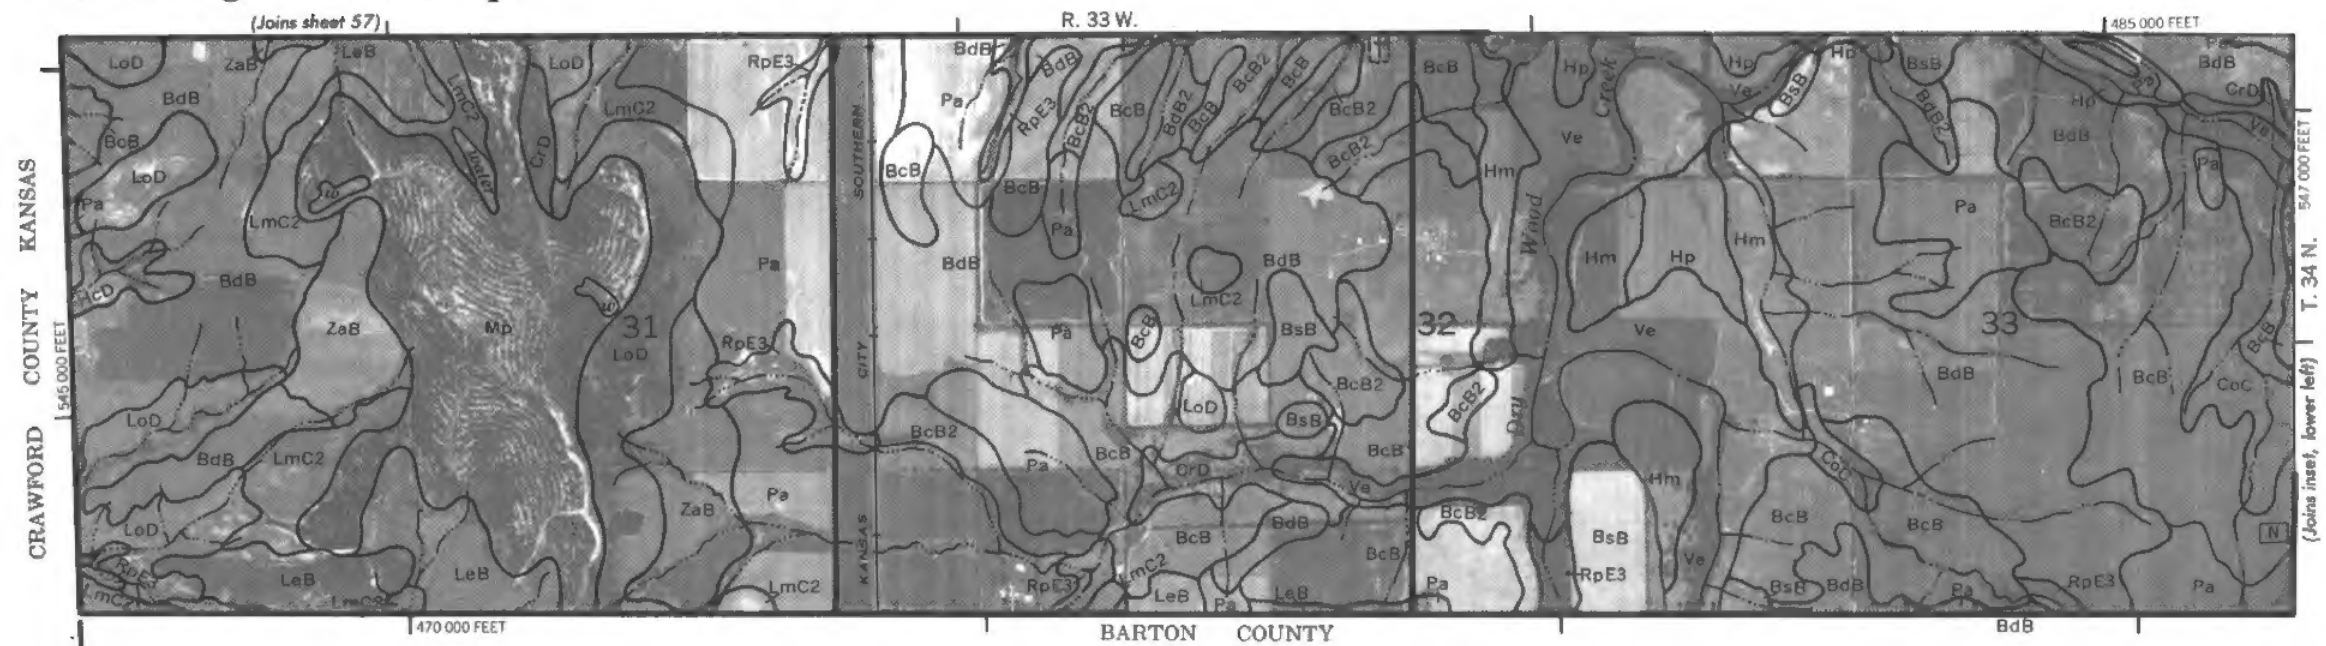 (Joins sheet 57)
R. 33 W.
485 000 FEET
LoD
ZaB
LeB
LmC2
LoD
RpE3
BdB
BdB
BcB2
BcB
BcB
Hp
Creek
Hp
BsB
Hp
BsB
Pa
BdB
CrD
BdB
LmC2
Pa
RpE3
BcB2
BcB
BdB2
BcB
BcB2
Ve
Ve
BdB2
Hp
BdB
Ve
BcB
LoD
water
CrD
SOUTHERN
BcB
BcB
BcB2
Hm
Pa
547 000 FEET
Pa
w
LmC2
LmC2
Pa
Wood
Hm
Pa
BcB2
CRAWFORD COUNTY KANSAS
HcD
BdB
Pa
BdB
BdB
Hm
Hp
T. 34 N.
ZaB
Mp
w
31
LoD
RpE3
CITY
LmC2
Pa
BcB
BsB
32
Ve
33
BcB
545 000 FEET
LoD
LoD
BcB2
BcB2
Dry
BdB
BcB
CoC
(Joins inset, lower left)
BdB
LmC2
BcB2
Pa
BcB
BsB
BcB
CrD
Ve
Hm
CoC
LoD
ZaB
Pa
KANSAS
BcB
BdB
BcB
BcB2
BsB
BcB
BcB
N
RpE3
LmC2
LeB
LmC2
LeB
LmC2
RpE3
LmC2
LeB
Pa
LeB
Pa
RpE3
Ve
BsB
BdB
Pa
RpE3
Pa
470 000 FEET
BARTON COUNTY
BdB